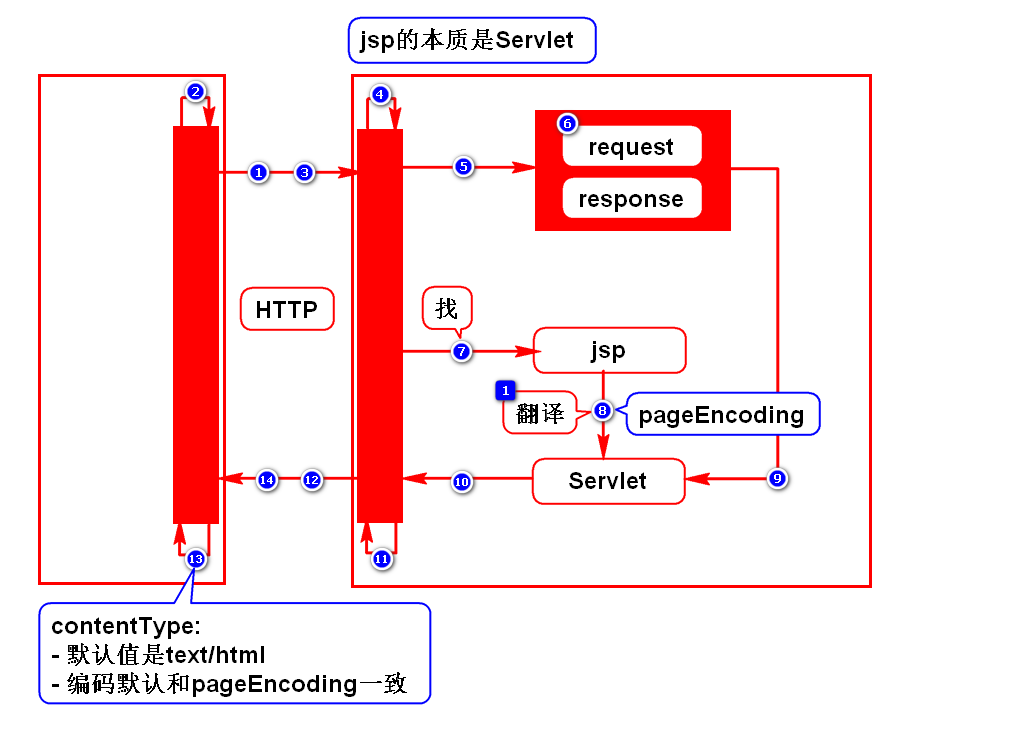 jsp的本质是Servlet
2
4
6
request
1
3
5
response
HTTP
找
7
jsp
1
翻译
8
pageEncoding
Servlet
14
12
10
9
13
11
contentType:
- 默认值是text/html
- 编码默认和pageEncoding一致